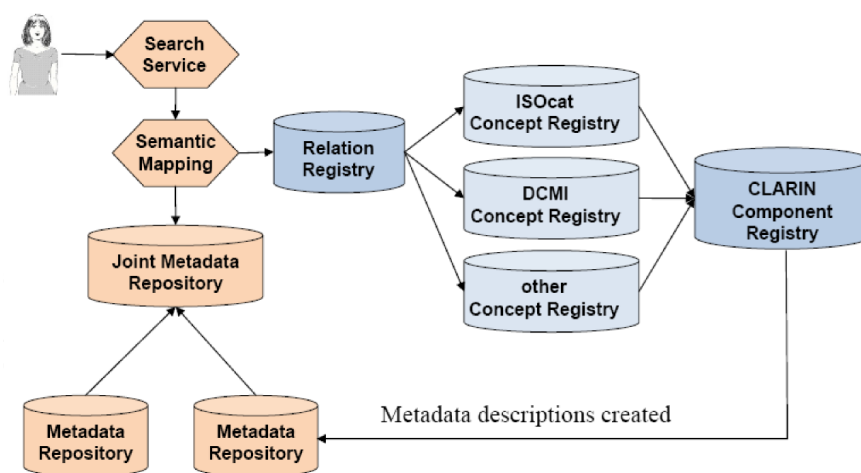 Search
Service
Semantic
Mapping
Relation
Registry
ISOcat
Concept Registry
DCMI
Concept Registry
other
Concept Registry
CLARIN
Component
Registry
Joint Metadata
Repository
Metadata descriptions created
Metadata
Repository
Metadata
Repository